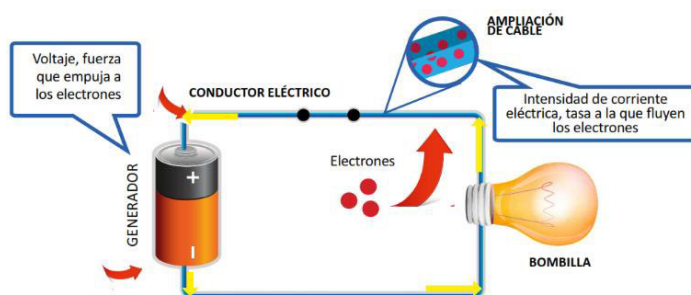 AMPLIACIÓN
DE CABLE
Voltaje, fuerza
que empuja a
los electrones
CONDUCTOR ELÉCTRICO
Intensidad de corriente
eléctrica, tasa a la que fluyen
los electrones
Electrones
GENERADOR
+
–
BOMBILLA